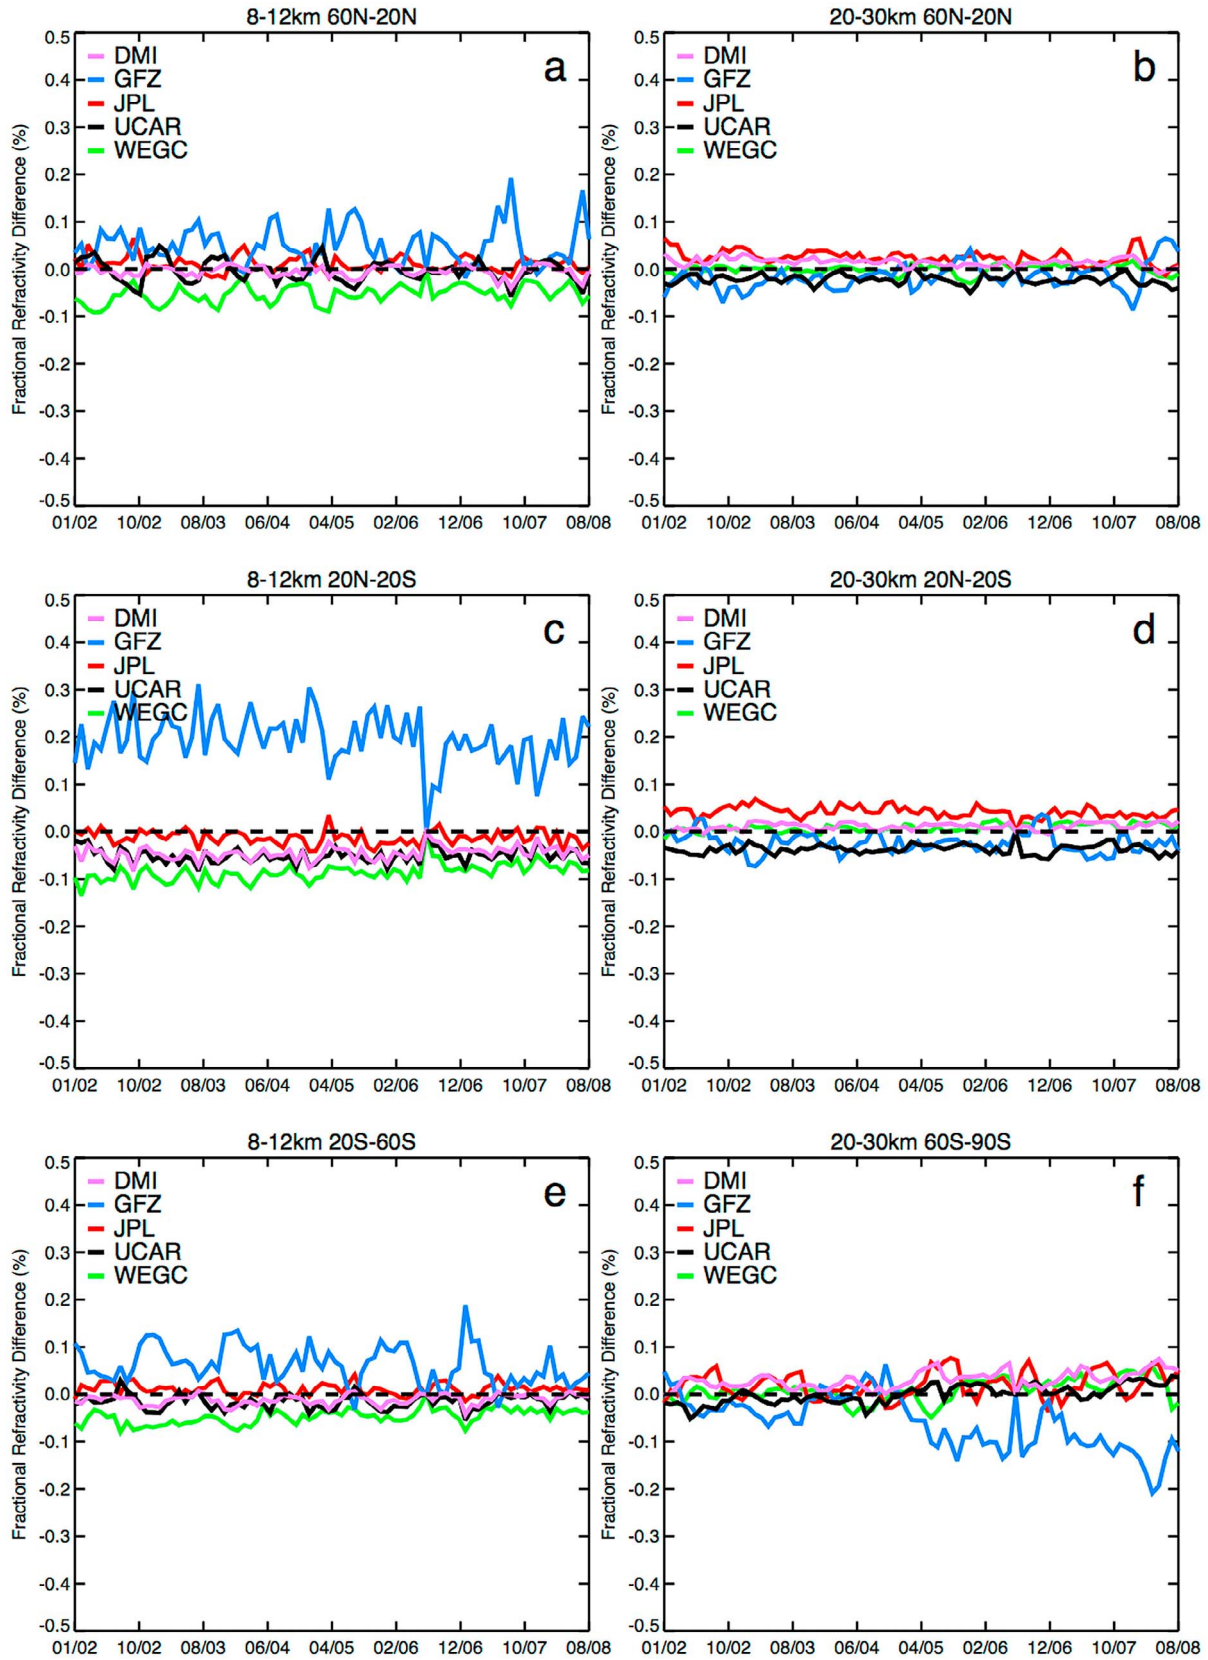 8-12km 60N-20N
a
DMI
GFZ
JPL
UCAR
WEGC
Fractional Refractivity Difference (%)
0.5
0.4
0.3
0.2
0.1
0.0
-0.1
-0.2
-0.3
-0.4
-0.5
01/02 10/02 08/03 06/04 04/05 02/06 12/06 10/07 08/08
20-30km 60N-20N
b
DMI
GFZ
JPL
UCAR
WEGC
Fractional Refractivity Difference (%)
0.5
0.4
0.3
0.2
0.1
0.0
-0.1
-0.2
-0.3
-0.4
-0.5
01/02 10/02 08/03 06/04 04/05 02/06 12/06 10/07 08/08
8-12km 20N-20S
c
DMI
GFZ
JPL
UCAR
WEGC
Fractional Refractivity Difference (%)
0.5
0.4
0.3
0.2
0.1
0.0
-0.1
-0.2
-0.3
-0.4
-0.5
01/02 10/02 08/03 06/04 04/05 02/06 12/06 10/07 08/08
20-30km 20N-20S
d
DMI
GFZ
JPL
UCAR
WEGC
Fractional Refractivity Difference (%)
0.5
0.4
0.3
0.2
0.1
0.0
-0.1
-0.2
-0.3
-0.4
-0.5
01/02 10/02 08/03 06/04 04/05 02/06 12/06 10/07 08/08
8-12km 20S-60S
e
DMI
GFZ
JPL
UCAR
WEGC
Fractional Refractivity Difference (%)
0.5
0.4
0.3
0.2
0.1
0.0
-0.1
-0.2
-0.3
-0.4
-0.5
01/02 10/02 08/03 06/04 04/05 02/06 12/06 10/07 08/08
20-30km 60S-90S
f
DMI
GFZ
JPL
UCAR
WEGC
Fractional Refractivity Difference (%)
0.5
0.4
0.3
0.2
0.1
0.0
-0.1
-0.2
-0.3
-0.4
-0.5
01/02 10/02 08/03 06/04 04/05 02/06 12/06 10/07 08/08